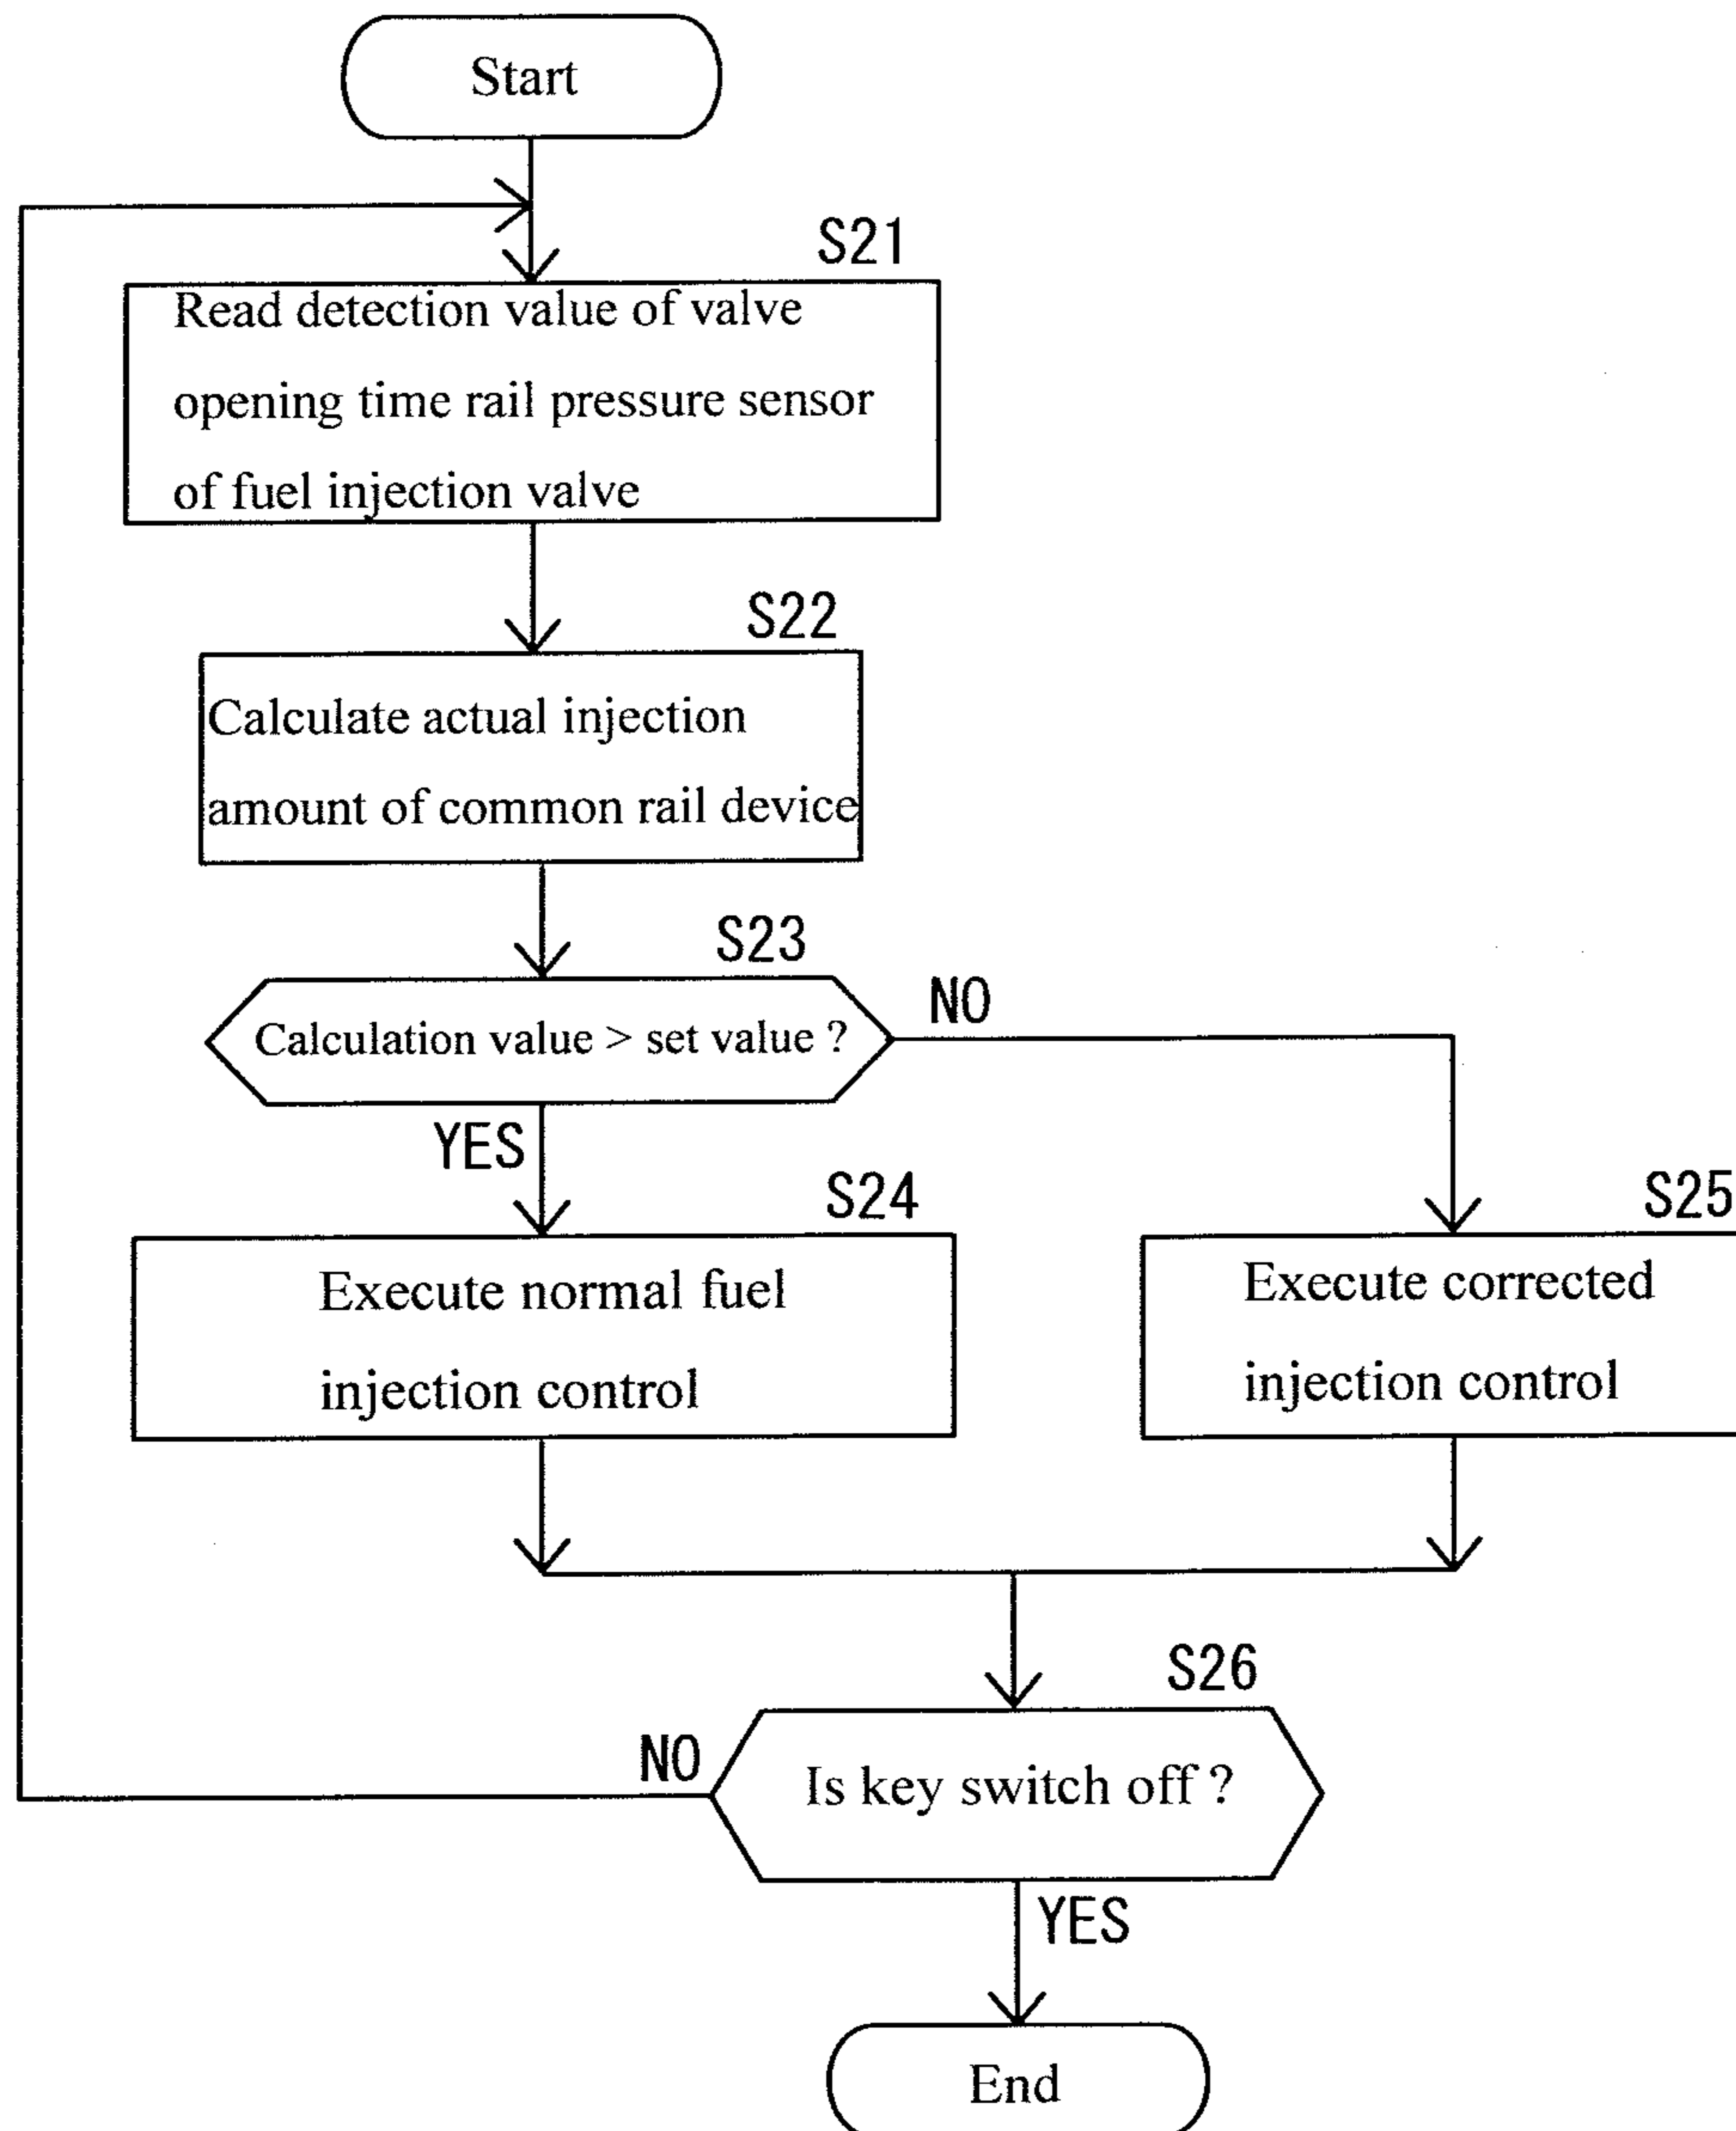 Start
S21
Read detection value of valve
opening time rail pressure sensor
of fuel injection valve
S22
Calculate actual injection
amount of common rail device
S23
Calculation value > set value ?
NO
YES
S24
Execute normal fuel
injection control
S25
Execute corrected
injection control
S26
Is key switch off ?
NO
YES
End